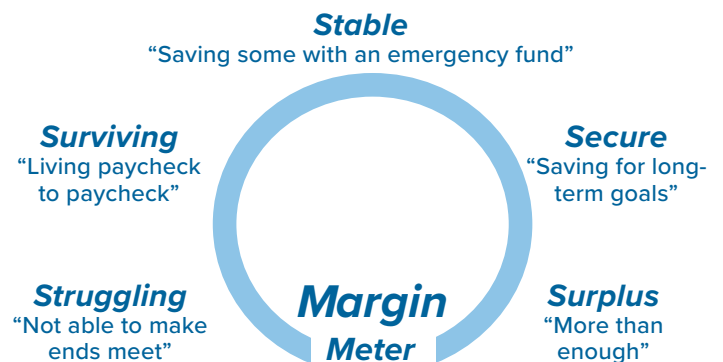 Stable
“Saving some with an emergency fund”
Surviving
“Living paycheck
to paycheck”
Secure
“Saving for long-
term goals”
Struggling
“Not able to make
ends meet”
Margin
Meter
Surplus
“More than
enough”